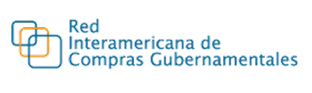 Red
Interamericana de
Compras Gubernamentales